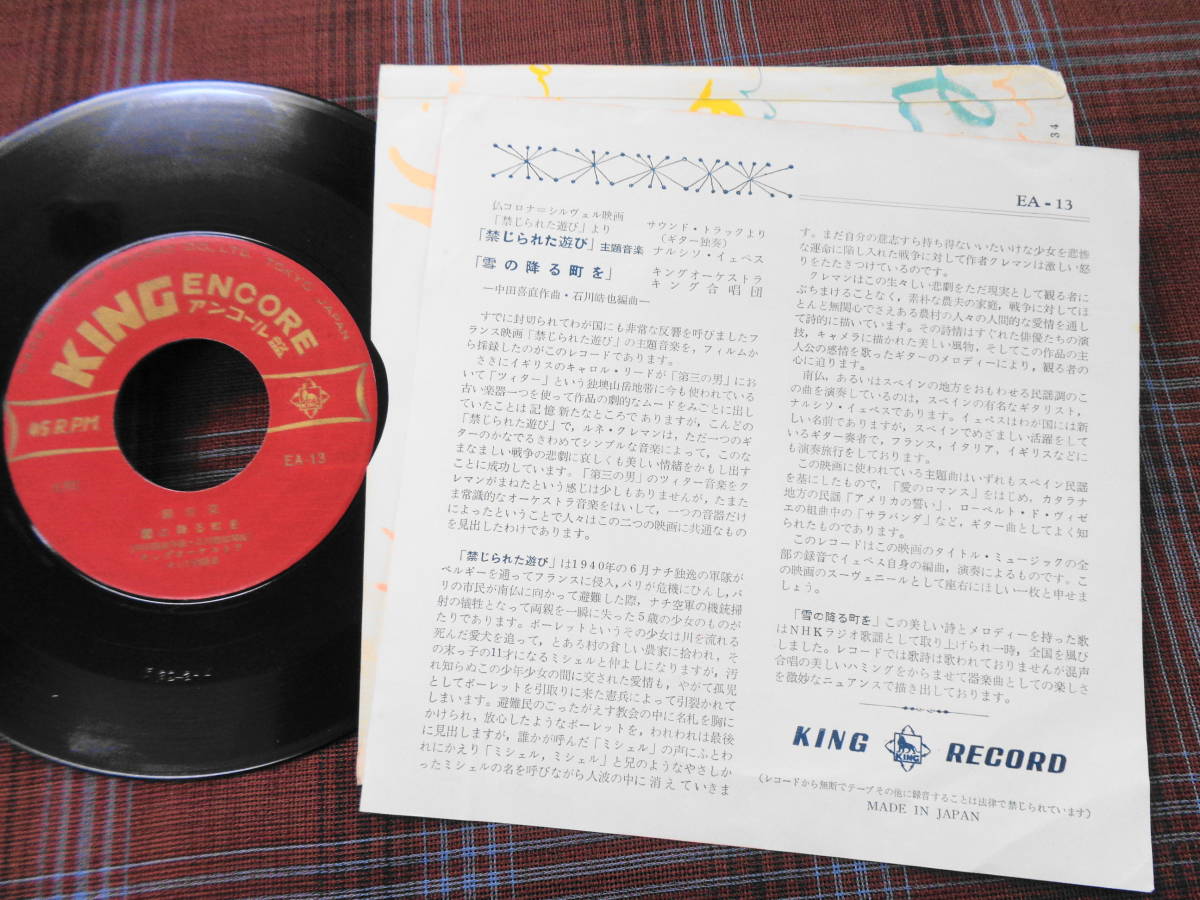 KING ENCORE
アンコール盤
CO., LTD. TOKYO JAPAN
45 R.P.M.
EA-13
雪の降る町を
キングオーケストラ
34
EA - 13
仏コロナ=シルヴェル映画
「禁じられた遊び」より
サウンド・トラックより
(ギター独奏)
「禁じられた遊び」主題音楽
ナルシソ・イェペス
「雪の降る町を」
キングオーケストラ
キング合唱団
―中田喜直作曲・石川皓也編曲―
すでに封切られてわが国にも非常な反響を呼びましたフ
ランス映画「禁じられた遊び」の主題音楽を、フィルムか
ら採録したのがこのレコードであります。
さきにイギリスのキャロル・リードが「第三の男」にお
いて「ツィター」という独墺山岳地帯に今も使われている
古い楽器一つを使って作品の劇的なムードをみごとに出し
ていたことは記憶新たなところでありますが、こんどの
「禁じられた遊び」で、ルネ・クレマンは、ただ一つのギ
ターのかなでるきわめてシンプルな音楽によって、このな
まなましい戦争の悲劇に哀しくも美しい情緒をかもし出す
ことに成功しています。「第三の男」のツィター音楽をク
レマンがまねたという感じは少しもありませんが、たまた
ま常識的なオーケストラ音楽をはいして、一つの音器だけ
によったということで人々はこの二つの映画に共通なもの
を見出したわけであります。
「禁じられた遊び」は1940年の6月ナチ独逸の軍隊が
ベルギーを通ってフランスに侵入,パリが危機にひんし,パ
リの市民が南仏に向かって避難した際,ナチ空軍の機銃掃
射の犠牲となって両親を一瞬に失った5歳の少女のものが
たりであります。ポーレットというその少女は川を流れる
死んだ愛犬を追って,とある村の貧しい農家に拾われ,そ
の末っ子の11才になるミシェルと仲よしになりますが,汚
れ知らぬこの少年少女の間に交された愛情も,やがて孤児
としてポーレットを引取りに来た憲兵によって引裂かれて
しまいます。避難民のごったがえす教会の中に名札を胸に
かけられ,放心したようなポーレットを,われわれは最後
に見出しますが,誰かが呼んだ「ミシェル」の声にふとわ
れにかえり「ミシェル,ミシェル」と兄のようなやさしか
ったミシェルの名を呼びながら人波の中に消えていきま
す。まだ自分の意志すら持ち得ないいたいけな少女を悲惨
な運命に陥し入れた戦争に対して作者クレマンは激しい怒
りをたたきつけているのです。
クレマンはこの生々しい悲劇をただ現実として観る者に
ぶちまけることなく,素朴な農夫の家庭,戦争に対してほ
とんと無関心でさえある農村の人々の人間的な愛情を通し
て詩的に描いています。その詩情はすぐれた俳優たちの演
技,キャメラに描かれた美しい風物,そしてこの作品の主
人公の感情を歌ったギターのメロディーにより,観る者の
心に迫ります。
南仏,あるいはスペインの地方をおもわせる民謡調のこ
の曲を演奏しているのは,スペインの有名なギタリスト,
ナルシソ・イェペスであります。イェペスはわが国には新
しい名前でありますが,スペインでめざましい活躍をして
いるギター奏者で,フランス,イタリア,イギリスなどに
も演奏旅行をしております。
この映画に使われている主題曲はいずれもスペイン民謡
を基にしたもので,「愛のロマンス」をはじめ,カタラナ
地方の民謡「アメリカの誓い」,ローベルト・ド・ヴィゼ
エの組曲中の「サラバンダ」など,ギター曲としてよく知
られたものであります。
このレコードはこの映画のタイトル・ミュージックの全
部の録音でイェペス自身の編曲,演奏によるものです。こ
の映画のスーヴェニールとして座右にほしい一枚と申せま
しょう。
「雪の降る町を」この美しい詩とメロディーを持った歌
はNHKラジオ歌謡として取り上げられ一時,全国を風び
しました。レコードでは歌詩は歌われておりませんが混声
合唱の美しいハミングをからませて器楽曲としての楽しさ
を微妙なニュアンスで描き出しております。
KING
KING
RECORD
(レコードから無断でテープその他に録音することは法律で禁じられています)
MADE IN JAPAN